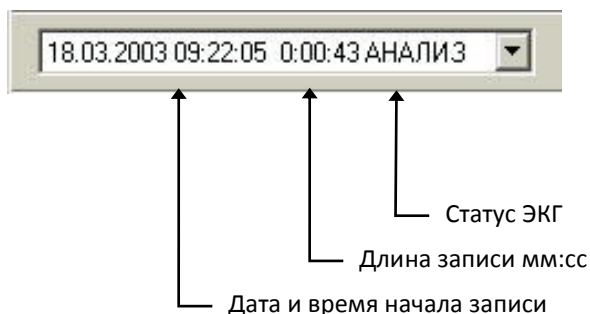 18.03.2003 09:22:05 0:00:43 АНАЛИЗ
Статус ЭКГ
Длина записи мм:сс
Дата и время начала записи